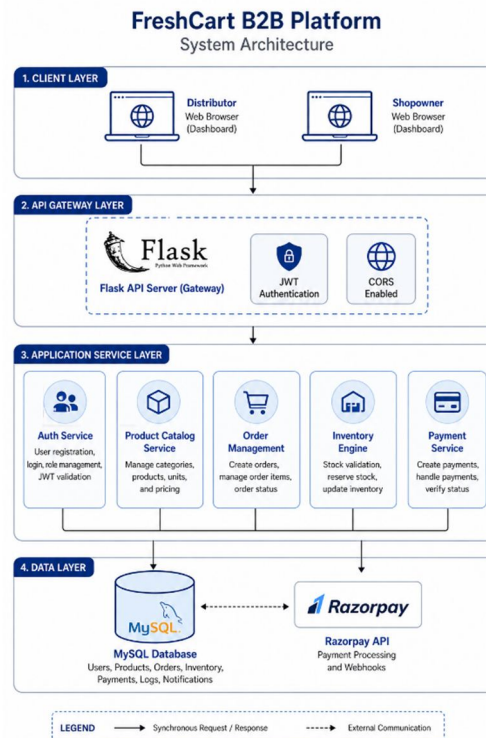 FreshCart B2B Platform
System Architecture
1. CLIENT LAYER
Distributor
Web Browser
(Dashboard)
Shopowner
Web Browser
(Dashboard)
2. API GATEWAY LAYER
Flask
Python Web Framework
Flask API Server (Gateway)
JWT
Authentication
CORS
Enabled
3. APPLICATION SERVICE LAYER
Auth Service
User registration,
login, role management,
JWT validation
Product Catalog
Service
Manage categories,
products, units,
and pricing
Order
Management
Create orders,
manage order items,
order status
Inventory
Engine
Stock validation,
reserve stock,
update inventory
Payment
Service
Create payments,
handle payments,
verify status
4. DATA LAYER
MySQL
MySQL Database
Users, Products, Orders, Inventory,
Payments, Logs, Notifications
Razorpay
Razorpay API
Payment Processing
and Webhooks
LEGEND
Synchronous Request / Response
External Communication